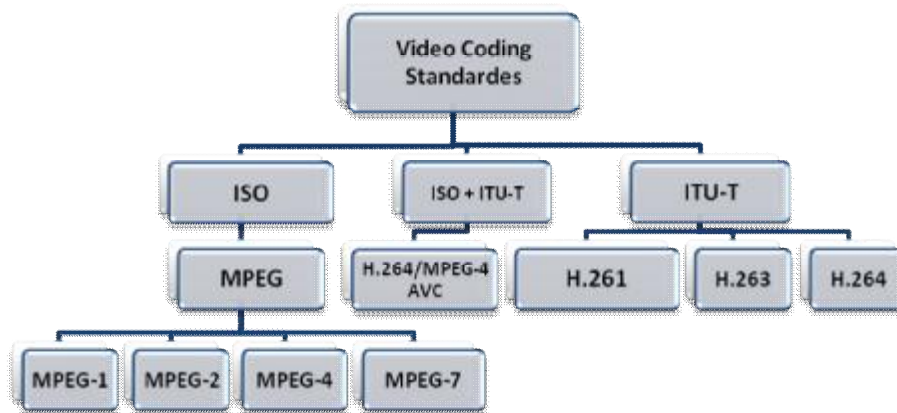 Video Coding
Standardes
ISO
ISO + ITU-T
ITU-T
MPEG
H.264/MPEG-4
AVC
H.261
H.263
H.264
MPEG-1
MPEG-2
MPEG-4
MPEG-7